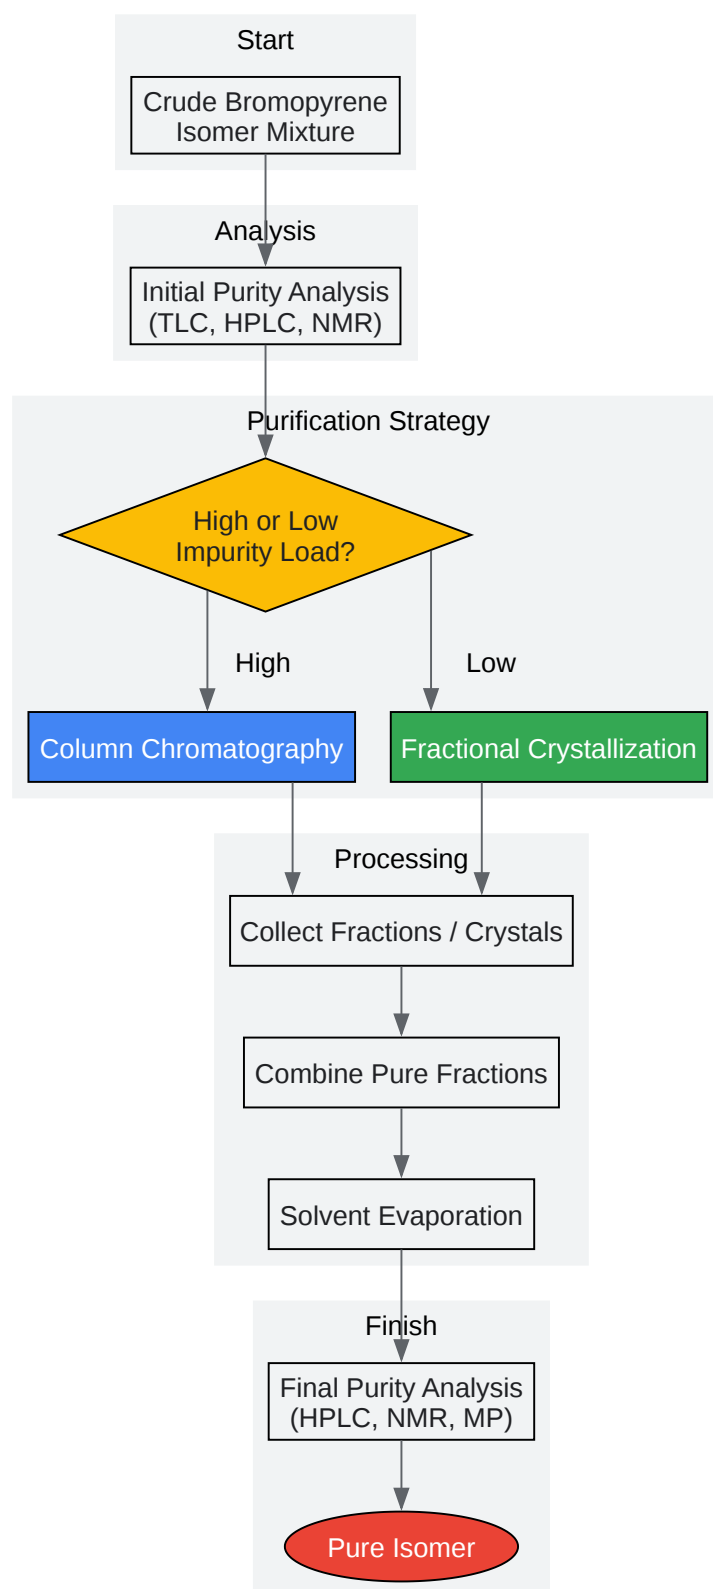 Start
Crude Bromopyrene
Isomer Mixture
Analysis
Initial Purity Analysis
(TLC, HPLC, NMR)
Purification Strategy
High or Low
Impurity Load?
High
Low
Column Chromatography
Fractional Crystallization
Processing
Collect Fractions / Crystals
Combine Pure Fractions
Solvent Evaporation
Finish
Final Purity Analysis
(HPLC, NMR, MP)
Pure Isomer